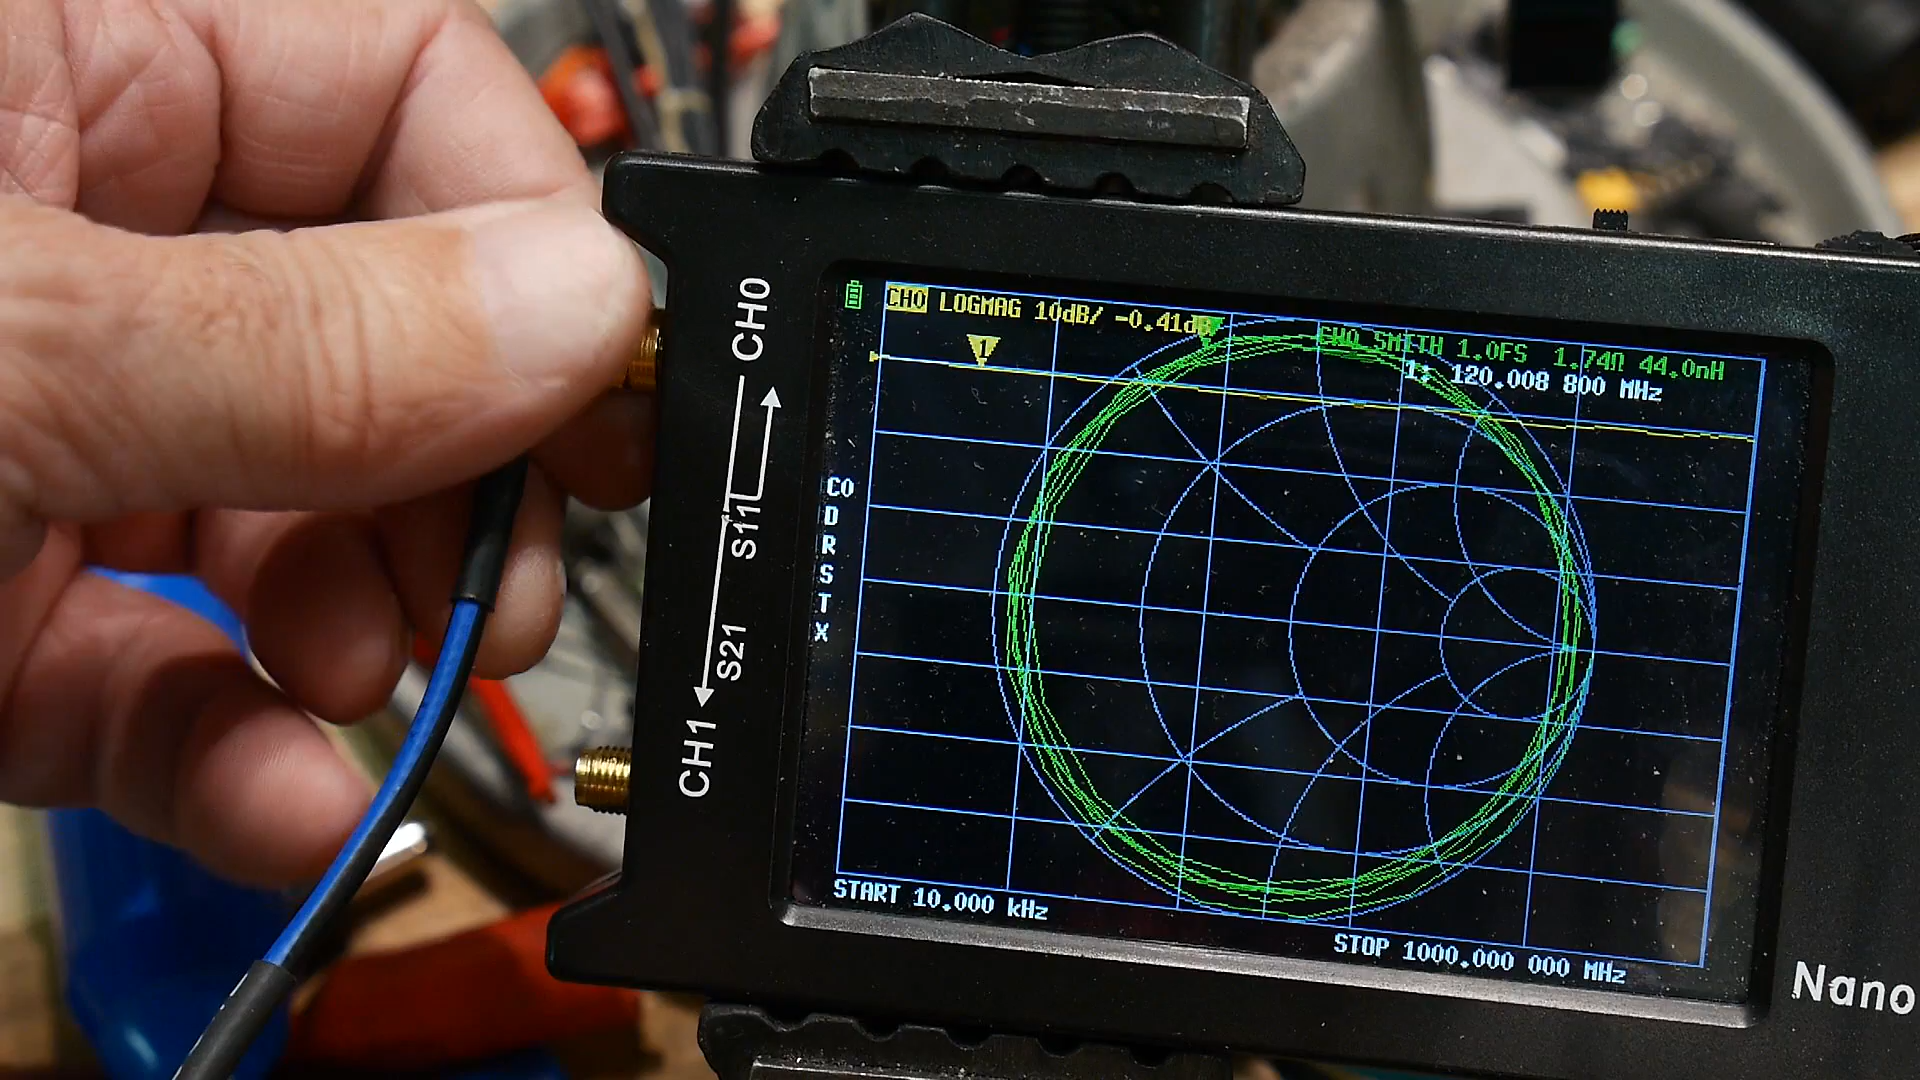 CH0 LOGMAG 10dB/ -0.41dB
CH0 SMITH 1.0FS 1.74Ω 44.0nH
1: 120.008 800 MHz
1
C0
D
R
S
T
X
START 10.000 kHz
STOP 1000.000 000 MHz
CH0
S11
S21
CH1
Nano